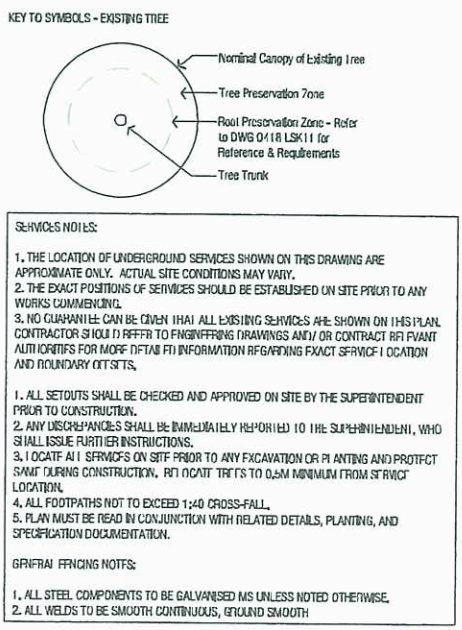 KEY TO SYMBOLS - EXISTING TREE
Nominal Canopy of Existing Tree
Tree Preservation Zone
Root Preservation Zone - Refer
to DWG 0418 LSK11 for
Reference & Requirements
Tree Trunk
SERVICES NOTES:
1. THE LOCATION OF UNDERGROUND SERVICES SHOWN ON THIS DRAWING ARE
APPROXIMATE ONLY. ACTUAL SITE CONDITIONS MAY VARY.
2. THE EXACT POSITIONS OF SERVICES SHOULD BE ESTABLISHED ON SITE PRIOR TO ANY
WORKS COMMENCING.
3. NO GUARANTEE CAN BE GIVEN THAT ALL EXISTING SERVICES ARE SHOWN ON THIS PLAN.
CONTRACTOR SHOULD REFER TO ENGINEERING DRAWINGS AND/ OR CONTRACT RELEVANT
AUTHORITIES FOR MORE DETAILED INFORMATION REGARDING EXACT SERVICE LOCATION
AND BOUNDARY OFFSETS.
1. ALL SETOUTS SHALL BE CHECKED AND APPROVED ON SITE BY THE SUPERINTENDENT
PRIOR TO CONSTRUCTION.
2. ANY DISCREPANCIES SHALL BE IMMEDIATELY REPORTED TO THE SUPERINTENDENT, WHO
SHALL ISSUE FURTHER INSTRUCTIONS.
3. LOCATE ALL SERVICES ON SITE PRIOR TO ANY EXCAVATION OR PLANTING AND PROTECT
SAME DURING CONSTRUCTION. RELOCATE TREES TO 0.5M MINIMUM FROM SERVICE
LOCATION.
4. ALL FOOTPATHS NOT TO EXCEED 1:40 CROSS-FALL.
5. PLAN MUST BE READ IN CONJUNCTION WITH RELATED DETAILS, PLANTING, AND
SPECIFICATION DOCUMENTATION.
GENERAL FENCING NOTES:
1. ALL STEEL COMPONENTS TO BE GALVANISED MS UNLESS NOTED OTHERWISE.
2. ALL WELDS TO BE SMOOTH CONTINUOUS, GROUND SMOOTH